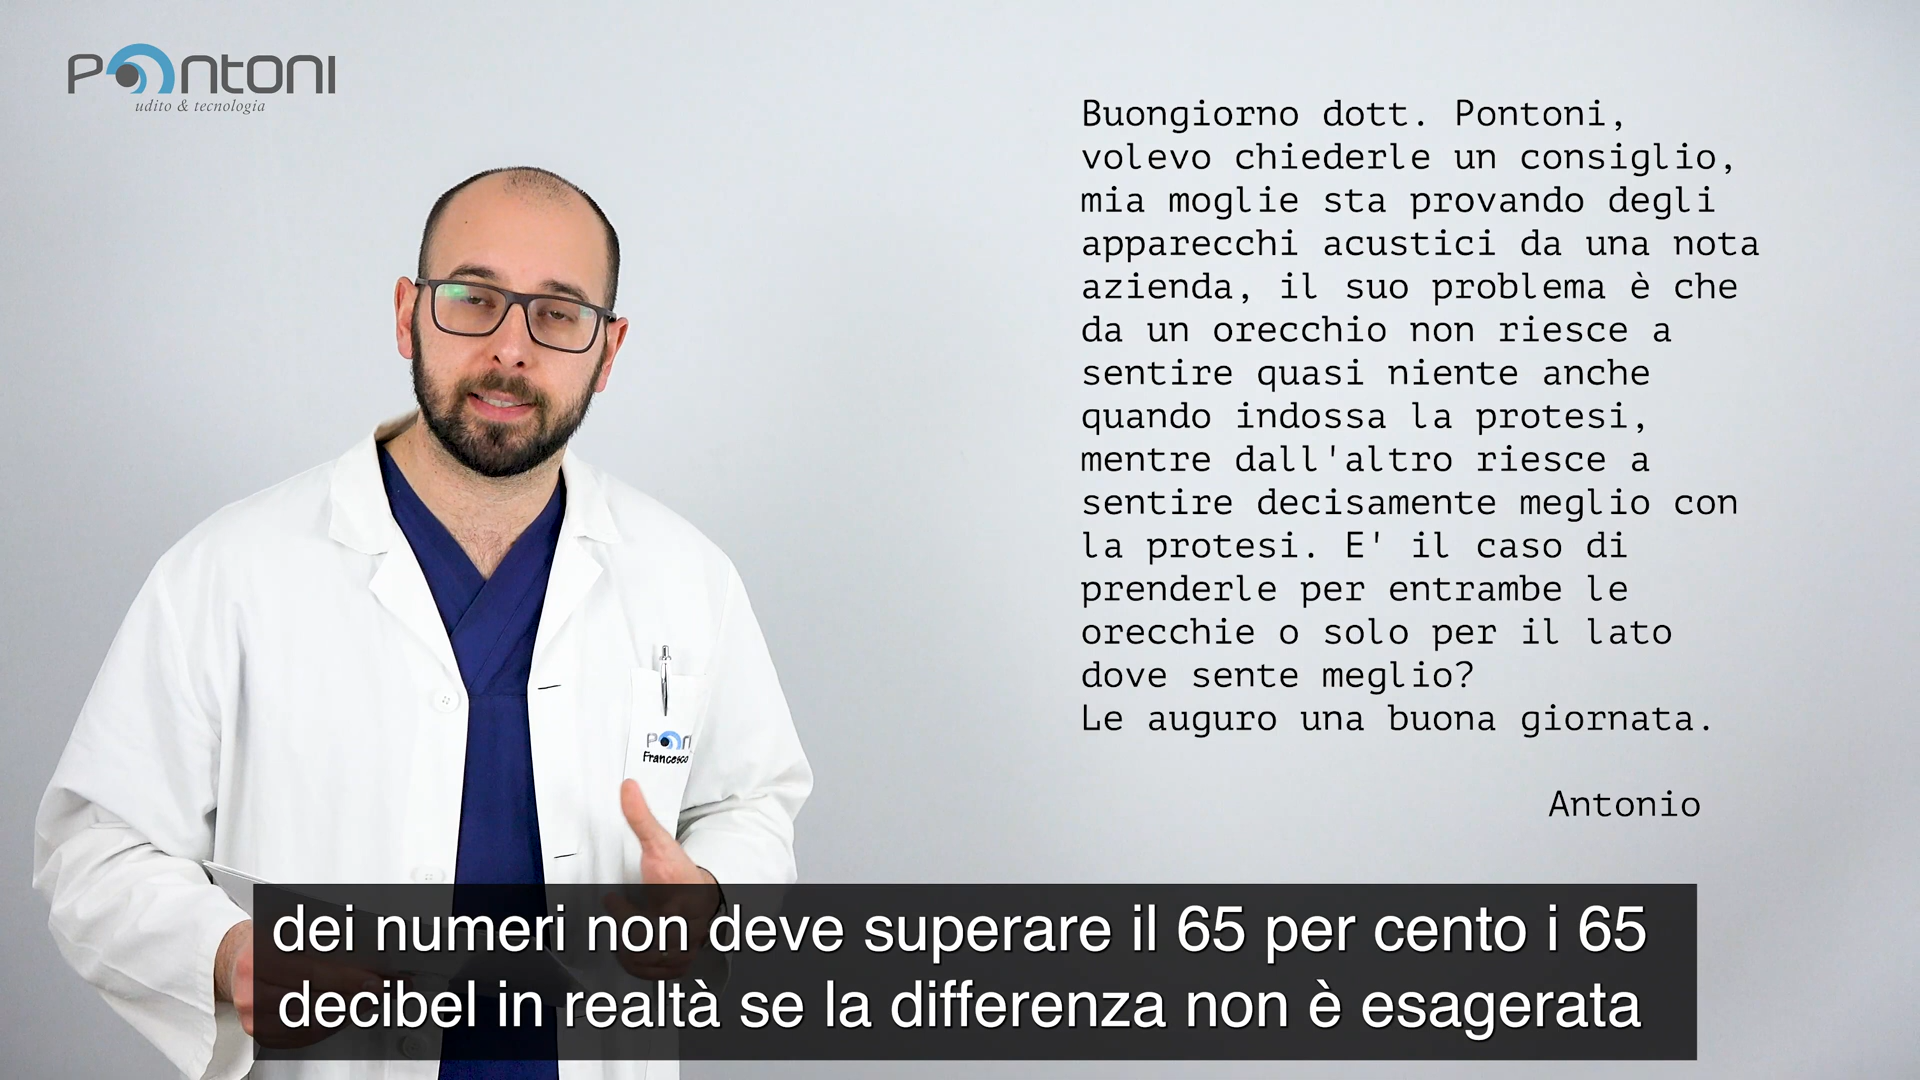 Pontoni
udito & tecnologia
Buongiorno dott. Pontoni,
volevo chiederle un consiglio,
mia moglie sta provando degli
apparecchi acustici da una nota
azienda, il suo problema è che
da un orecchio non riesce a
sentire quasi niente anche
quando indossa la protesi,
mentre dall'altro riesce a
sentire decisamente meglio con
la protesi. E' il caso di
prenderle per entrambe le
orecchie o solo per il lato
dove sente meglio?
Le auguro una buona giornata.
Antonio
Francesco
dei numeri non deve superare il 65 per cento i 65
decibel in realtà se la differenza non è esagerata